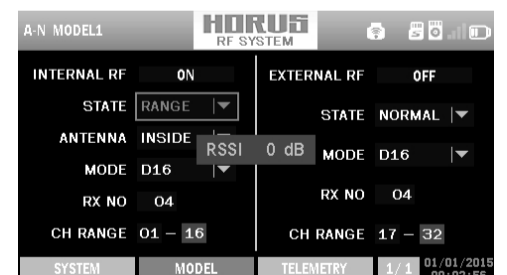 A-N MODEL1
HORUS
RF SYSTEM
INTERNAL RF ON
STATE RANGE
ANTENNA INSIDE
MODE D16
RX NO 04
CH RANGE 01 – 16
RSSI 0 dB
EXTERNAL RF OFF
STATE NORMAL
MODE D16
RX NO 04
CH RANGE 17 – 32
SYSTEM MODEL TELEMETRY 1/1 01/01/2015